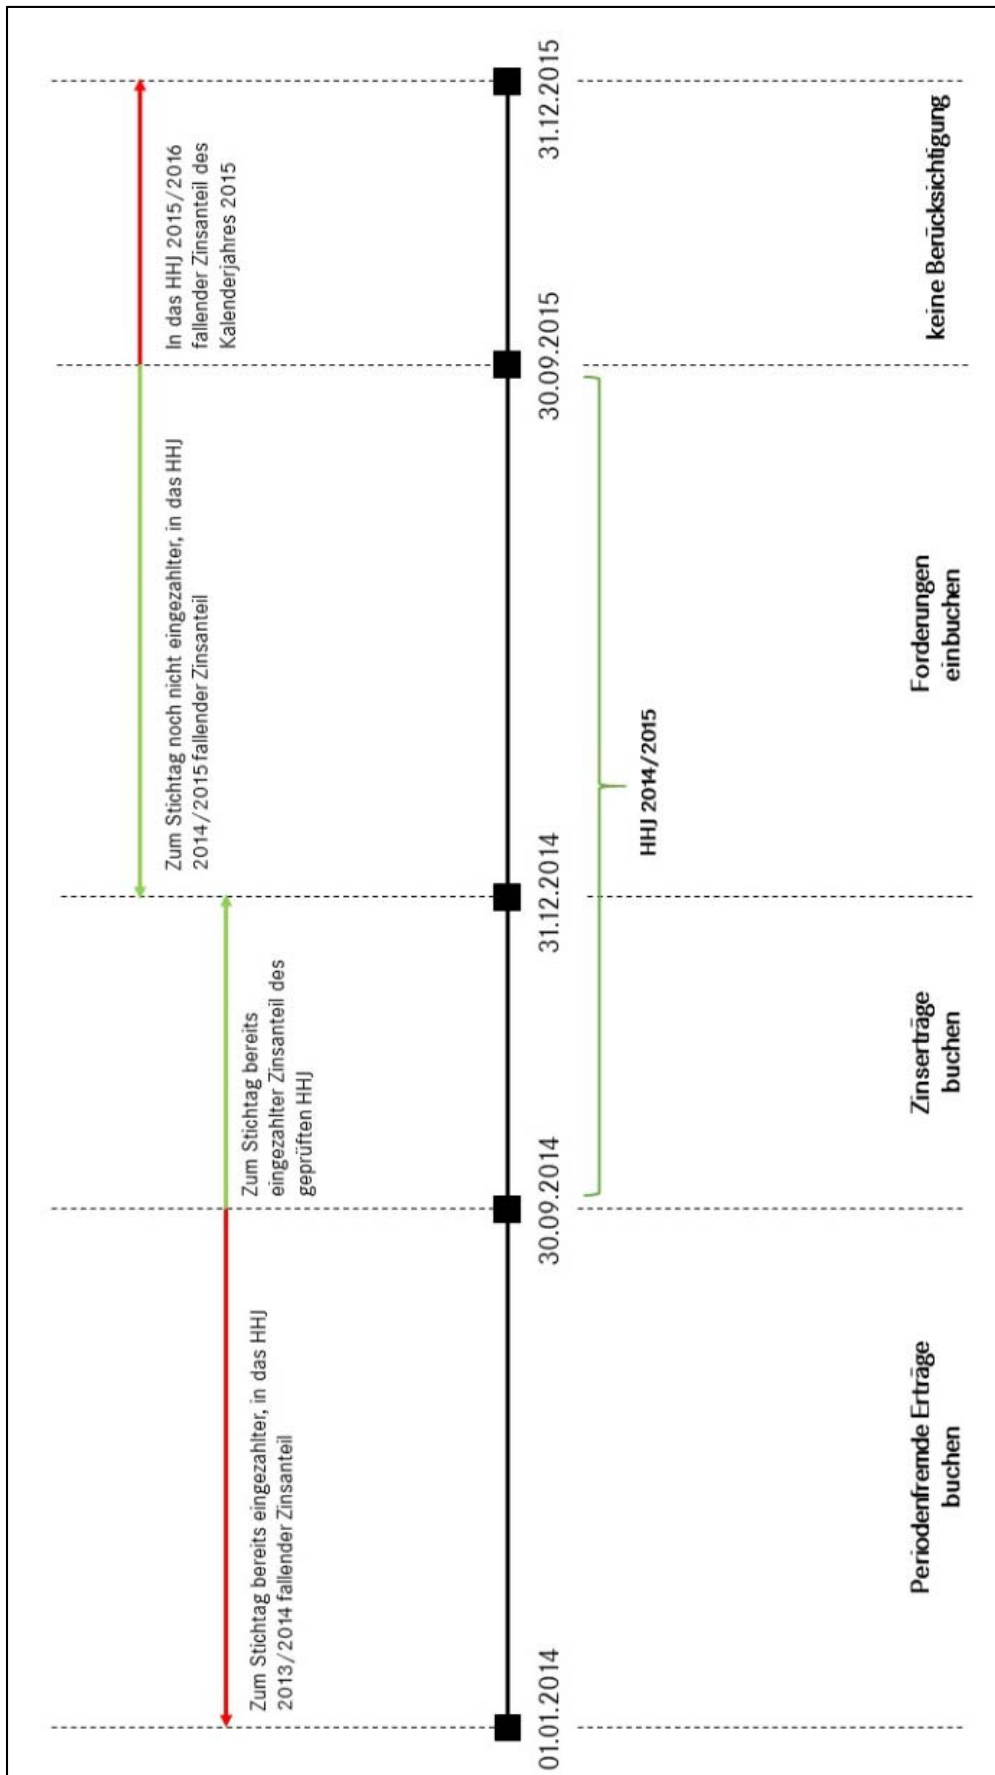 Zum Stichtag bereits eingezahlter, in das HHJ
2013/2014 fallender Zinsanteil
Zum Stichtag bereits
eingezahlter Zinsanteil des
geprüften HHJ
Zum Stichtag noch nicht eingezahlter, in das HHJ
2014/2015 fallender Zinsanteil
In das HHJ 2015/2016
fallender Zinsanteil des
Kalenderjahres 2015
01.01.2014
30.09.2014
31.12.2014
30.09.2015
31.12.2015
HHJ 2014/2015
Periodenfremde Erträge
buchen
Zinserträge
buchen
Forderungen
einbuchen
keine Berücksichtigung